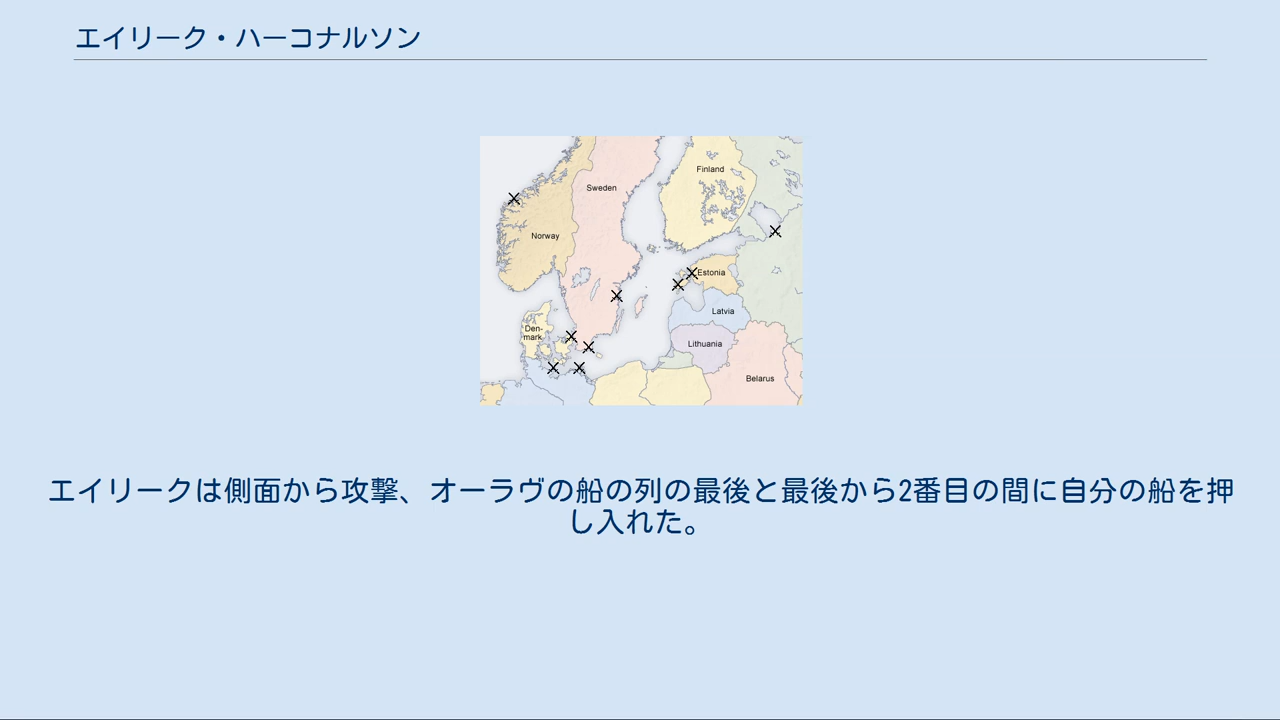 エイリーク・ハーコナルソン
Finland
Sweden
Norway
Estonia
Latvia
Den-
mark
Lithuania
Belarus
エイリークは側面から攻撃、オーラヴの船の列の最後と最後から2番目の間に自分の船を押
し入れた。